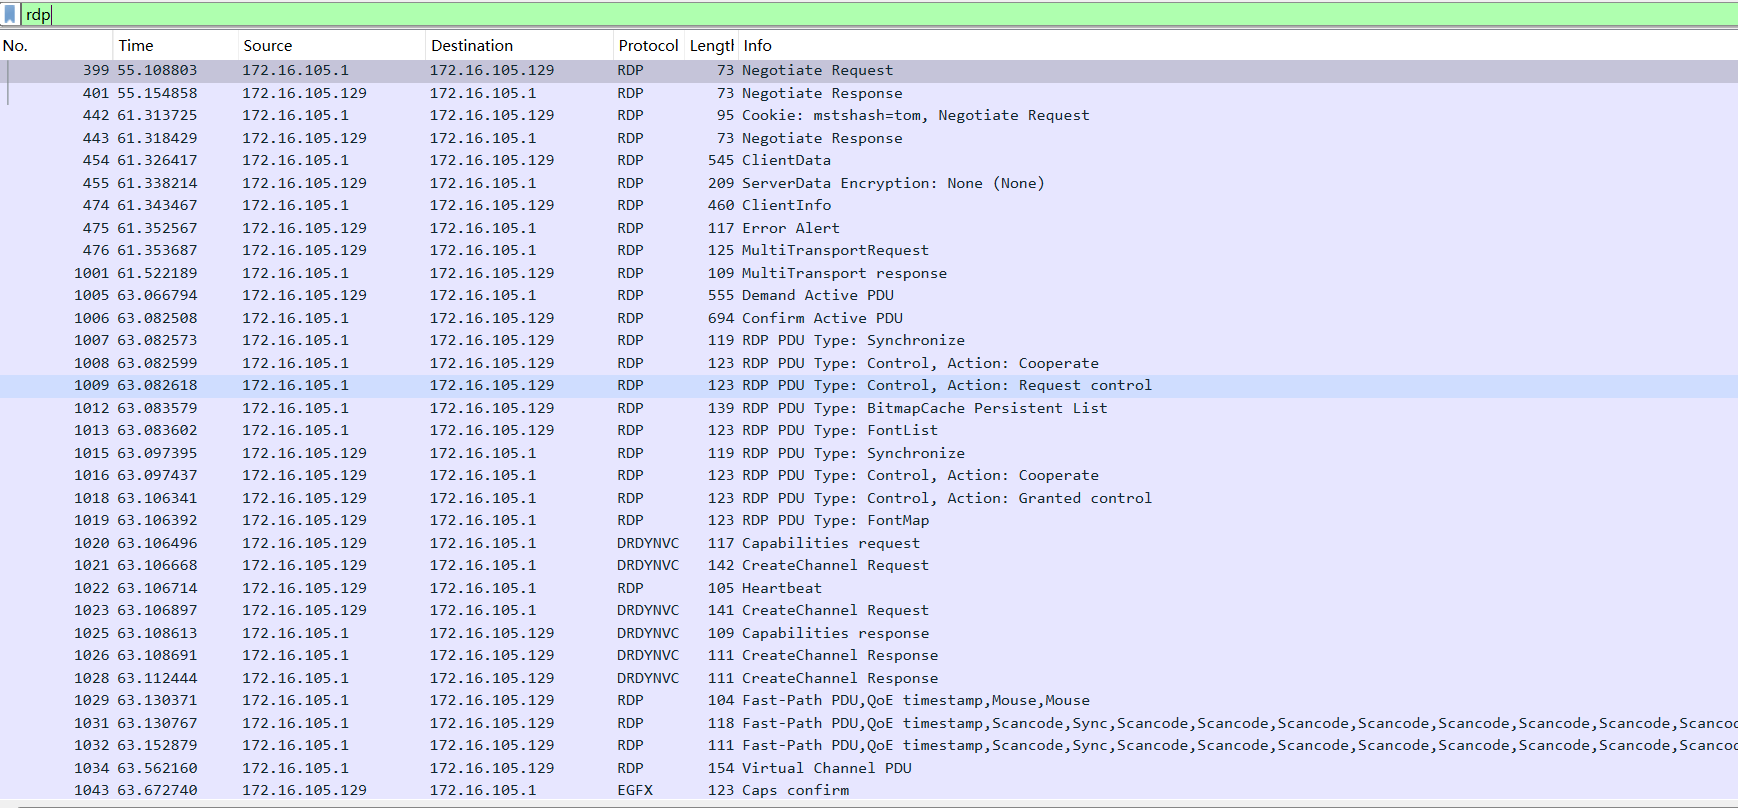 rdp
No. Time Source Destination Protocol Length Info
399 55.108803 172.16.105.1 172.16.105.129 RDP 73 Negotiate Request
401 55.154858 172.16.105.129 172.16.105.1 RDP 73 Negotiate Response
442 61.313725 172.16.105.1 172.16.105.129 RDP 95 Cookie: mstshash=tom, Negotiate Request
443 61.318429 172.16.105.129 172.16.105.1 RDP 73 Negotiate Response
454 61.326417 172.16.105.1 172.16.105.129 RDP 545 ClientData
455 61.338214 172.16.105.129 172.16.105.1 RDP 209 ServerData Encryption: None (None)
474 61.343467 172.16.105.1 172.16.105.129 RDP 460 ClientInfo
475 61.352567 172.16.105.129 172.16.105.1 RDP 117 Error Alert
476 61.353687 172.16.105.129 172.16.105.1 RDP 125 MultiTransportRequest
1001 61.522189 172.16.105.1 172.16.105.129 RDP 109 MultiTransport response
1005 63.066794 172.16.105.129 172.16.105.1 RDP 555 Demand Active PDU
1006 63.082508 172.16.105.1 172.16.105.129 RDP 694 Confirm Active PDU
1007 63.082573 172.16.105.1 172.16.105.129 RDP 119 RDP PDU Type: Synchronize
1008 63.082599 172.16.105.1 172.16.105.129 RDP 123 RDP PDU Type: Control, Action: Cooperate
1009 63.082618 172.16.105.1 172.16.105.129 RDP 123 RDP PDU Type: Control, Action: Request control
1012 63.083579 172.16.105.1 172.16.105.129 RDP 139 RDP PDU Type: BitmapCache Persistent List
1013 63.083602 172.16.105.1 172.16.105.129 RDP 123 RDP PDU Type: FontList
1015 63.097395 172.16.105.129 172.16.105.1 RDP 119 RDP PDU Type: Synchronize
1016 63.097437 172.16.105.129 172.16.105.1 RDP 123 RDP PDU Type: Control, Action: Cooperate
1018 63.106341 172.16.105.129 172.16.105.1 RDP 123 RDP PDU Type: Control, Action: Granted control
1019 63.106392 172.16.105.129 172.16.105.1 RDP 123 RDP PDU Type: FontMap
1020 63.106496 172.16.105.129 172.16.105.1 DRDYNVC 117 Capabilities request
1021 63.106668 172.16.105.129 172.16.105.1 DRDYNVC 142 CreateChannel Request
1022 63.106714 172.16.105.129 172.16.105.1 RDP 105 Heartbeat
1023 63.106897 172.16.105.129 172.16.105.1 DRDYNVC 141 CreateChannel Request
1025 63.108613 172.16.105.1 172.16.105.129 DRDYNVC 109 Capabilities response
1026 63.108691 172.16.105.1 172.16.105.129 DRDYNVC 111 CreateChannel Response
1028 63.112444 172.16.105.1 172.16.105.129 DRDYNVC 111 CreateChannel Response
1029 63.130371 172.16.105.1 172.16.105.129 RDP 104 Fast-Path PDU,QoE timestamp,Mouse,Mouse
1031 63.130767 172.16.105.1 172.16.105.129 RDP 118 Fast-Path PDU,QoE timestamp,Scancode,Sync,Scancode,Scancode,Scancode,Scancode,Scancode,Scancode,Scancode,Scanco
1032 63.152879 172.16.105.1 172.16.105.129 RDP 111 Fast-Path PDU,QoE timestamp,Scancode,Sync,Scancode,Scancode,Scancode,Scancode,Scancode,Scancode,Scancode,Scanco
1034 63.562160 172.16.105.1 172.16.105.129 RDP 154 Virtual Channel PDU
1043 63.672740 172.16.105.129 172.16.105.1 EGFX 123 Caps confirm